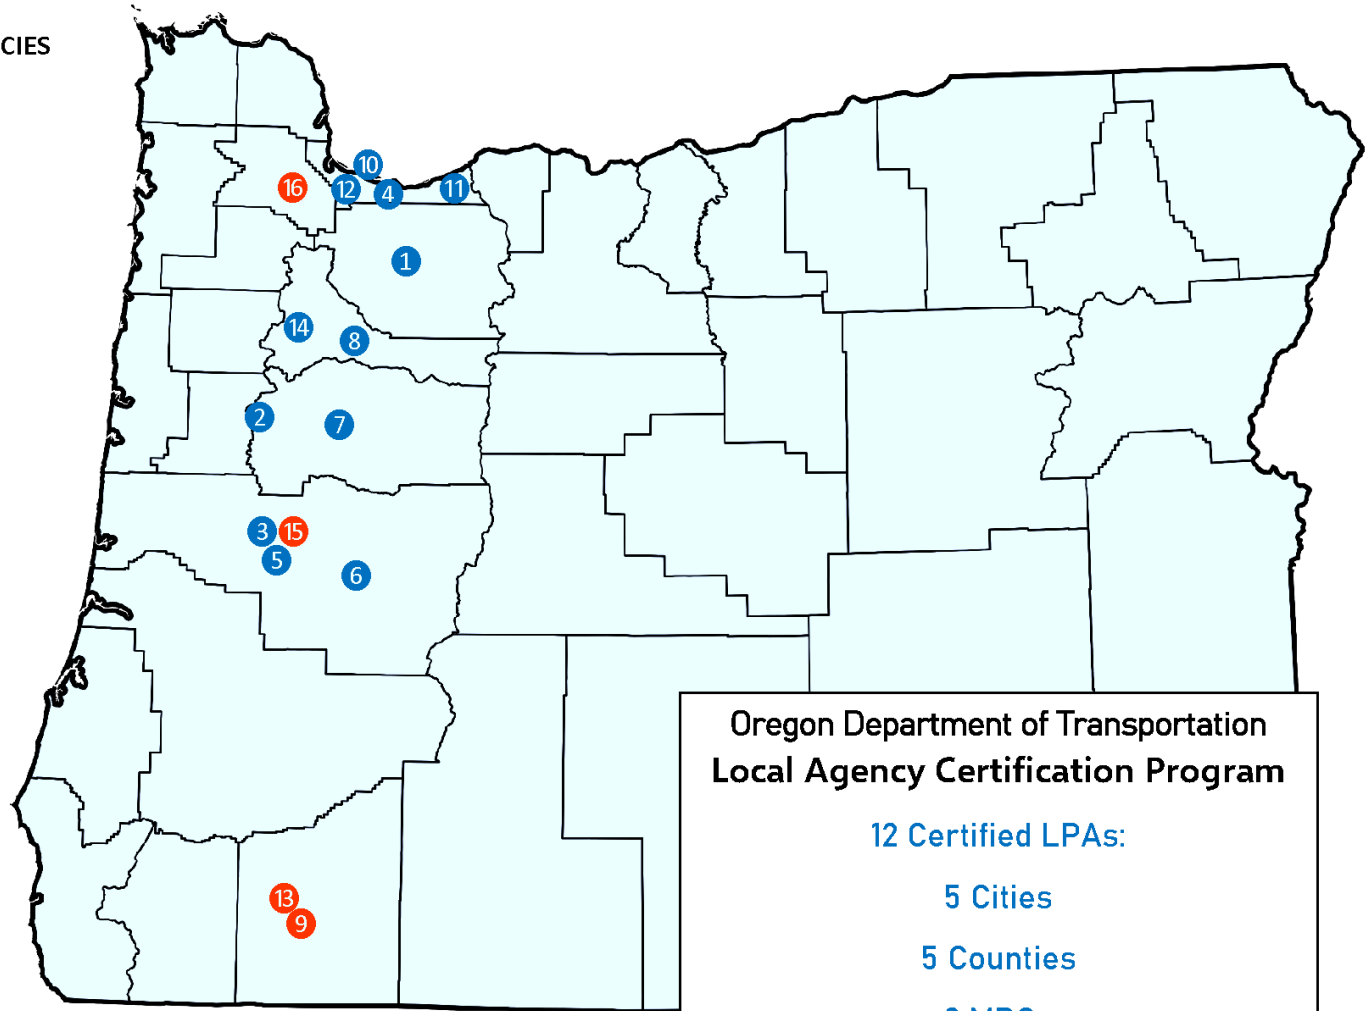 CIES
10
16
12
4
11
1
14
8
2
7
3
15
5
6
13
9
Oregon Department of Transportation
Local Agency Certification Program
12 Certified LPAs:
5 Cities
5 Counties